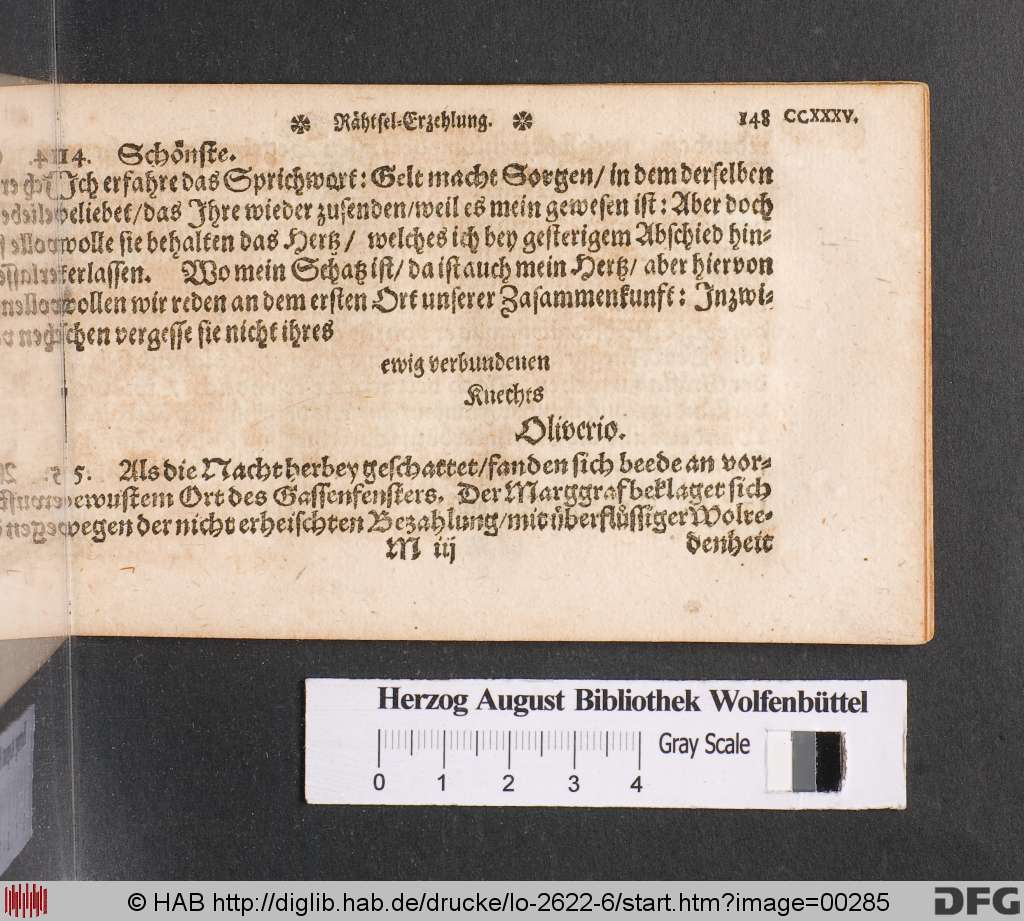 ✼ Rähtsel-Erzehlung. ✼ 148 CCXXXV.
114. Schönste.
Ich erfahre das Sprichwort: Gelt macht Sorgen/ in dem derselben
beliebet/ das Ihre wieder zusenden/ weil es mein gewesen ist: Aber doch
wolle sie behalten das Hertz/ welches ich bey gesterigem Abschied hin-
terlassen. Wo mein Schatz ist/ da ist auch mein Hertz/ aber hiervon
wollen wir reden an dem ersten Ort unserer Zasammenkunft: Inzwi-
schen vergesse sie nicht ihres
ewig verbundenen
Knechts
Oliverio.
5. Als die Nacht herbey geschattet/ fanden sich beede an vor-
bewustem Ort des Gassenfensters. Der Marggraf beklaget sich
wegen der nicht erheischten Bezahlung/ mit überflüssiger Wolre-
M iij denheit
Herzog August Bibliothek Wolfenbüttel
Gray Scale
0 1 2 3 4
© HAB http://diglib.hab.de/drucke/lo-2622-6/start.htm?image=00285
DFG